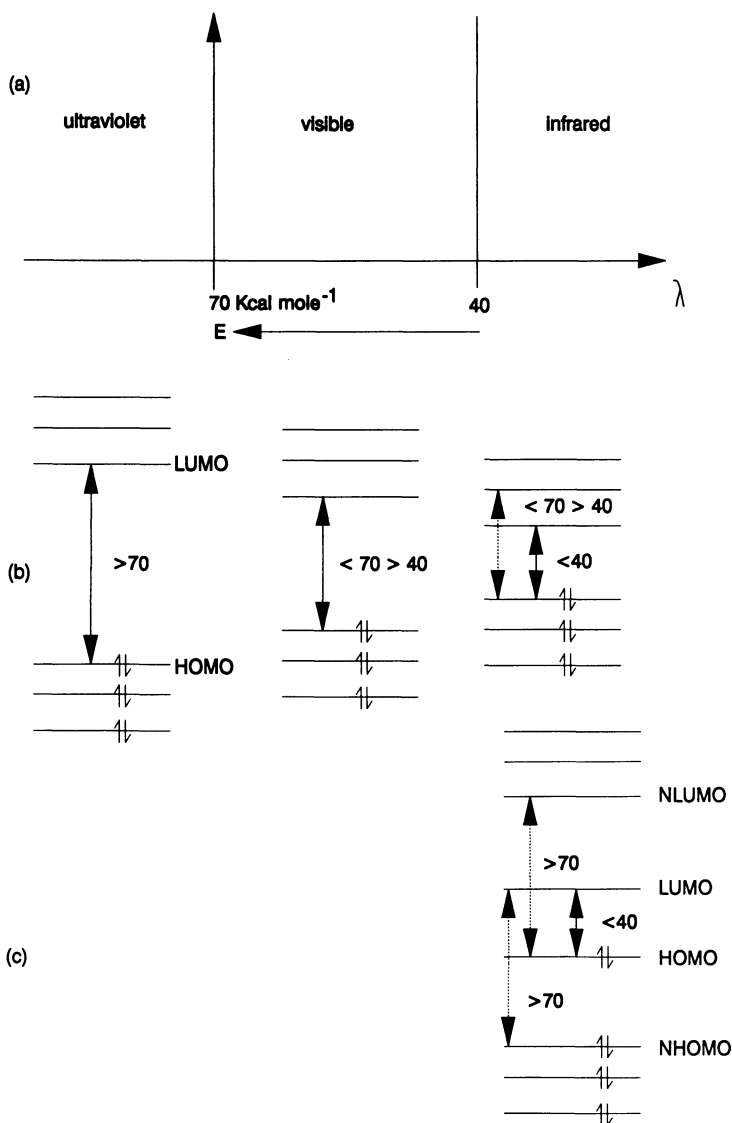 (a)
ultraviolet visible infrared
λ
70 Kcal mole⁻¹ 40
E
(b)
LUMO
>70
HOMO
< 70 > 40
< 70 > 40
<40
(c)
NLUMO
>70
LUMO
<40
HOMO
>70
NHOMO